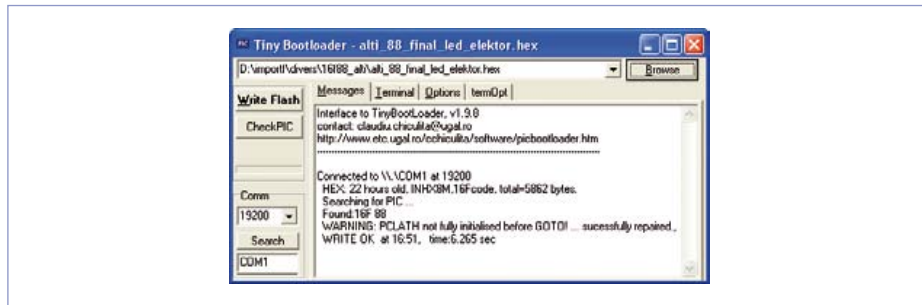 Tiny Bootloader - alti_88_final_led_elektor.hex
D:\import\divers\16f88_alti\alti_88_final_led_elektor.hex
Browse
Write Flash
CheckPIC
Messages
Terminal
Options
termOpt
Interface to TinyBootLoader, v1.9.8
contact: claudiu.chiculita@ugal.ro
http://www.etc.ugal.ro/cchiculita/software/picbootloader.htm
Connected to \\.\COM1 at 19200
HEX: 22 hours old, INHX8M,16Fcode, total=5862 bytes.
Searching for PIC ...
Found:16F 88
WARNING: PCLATH not fully initialised before GOTO! ... sucessfully repaired.,
WRITE OK at 16:51, time:6.265 sec
Comm
19200
Search
COM1